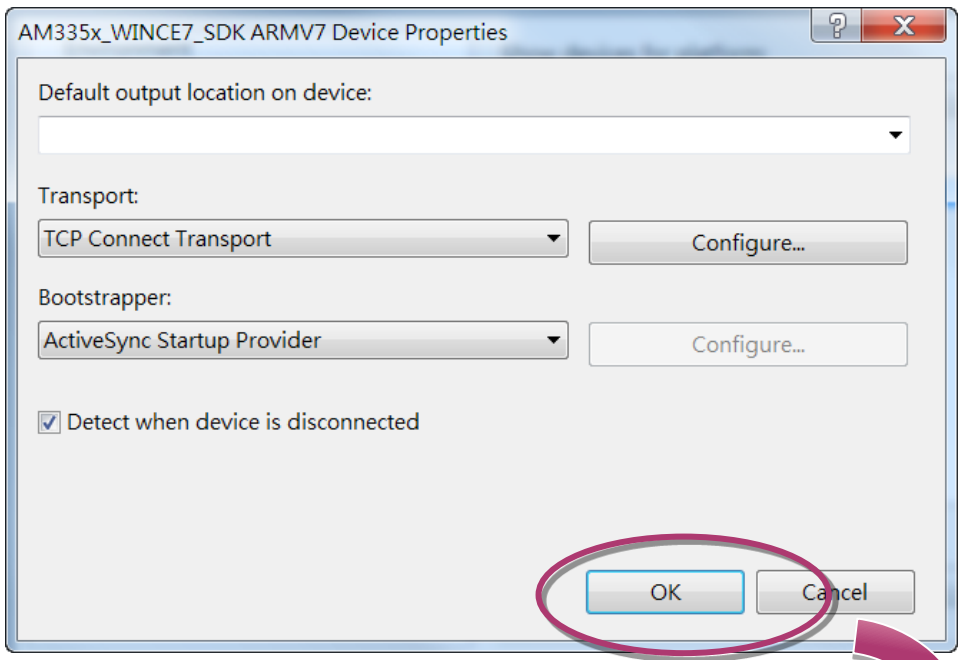 AM335x_WINCE7_SDK ARMV7 Device Properties
Default output location on device:
Transport:
TCP Connect Transport
Configure...
Bootstrapper:
ActiveSync Startup Provider
Configure...
Detect when device is disconnected
OK
Cancel